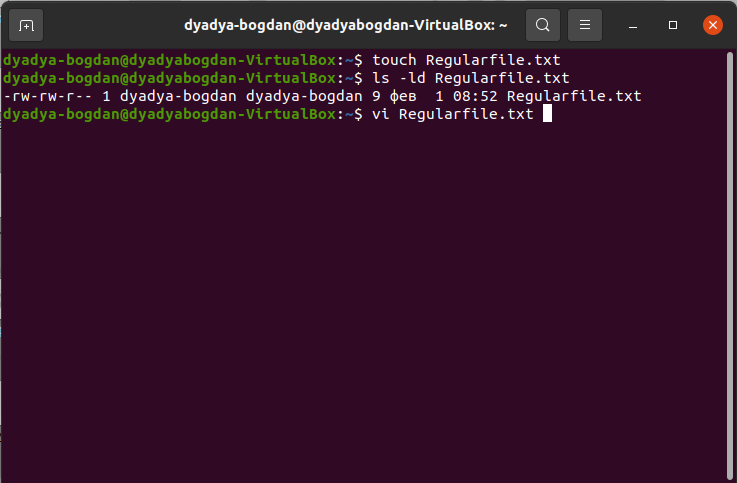 dyadya-bogdan@dyadyabogdan-VirtualBox: ~
dyadya-bogdan@dyadyabogdan-VirtualBox:~$ touch Regularfile.txt
dyadya-bogdan@dyadyabogdan-VirtualBox:~$ ls -ld Regularfile.txt
-rw-rw-r-- 1 dyadya-bogdan dyadya-bogdan 9 фев  1 08:52 Regularfile.txt
dyadya-bogdan@dyadyabogdan-VirtualBox:~$ vi Regularfile.txt